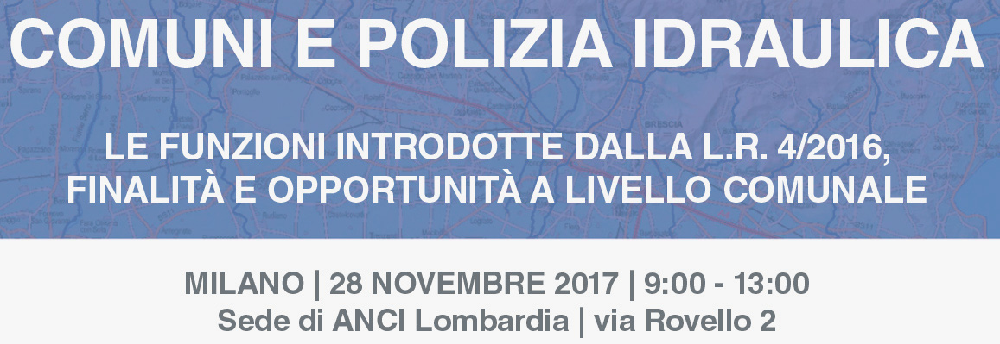 COMUNI E POLIZIA IDRAULICA
BRESCIA
LE FUNZIONI INTRODOTTE DALLA L.R. 4/2016,
FINALITÀ E OPPORTUNITÀ A LIVELLO COMUNALE
MILANO | 28 NOVEMBRE 2017 | 9:00 - 13:00
Sede di ANCI Lombardia | via Rovello 2